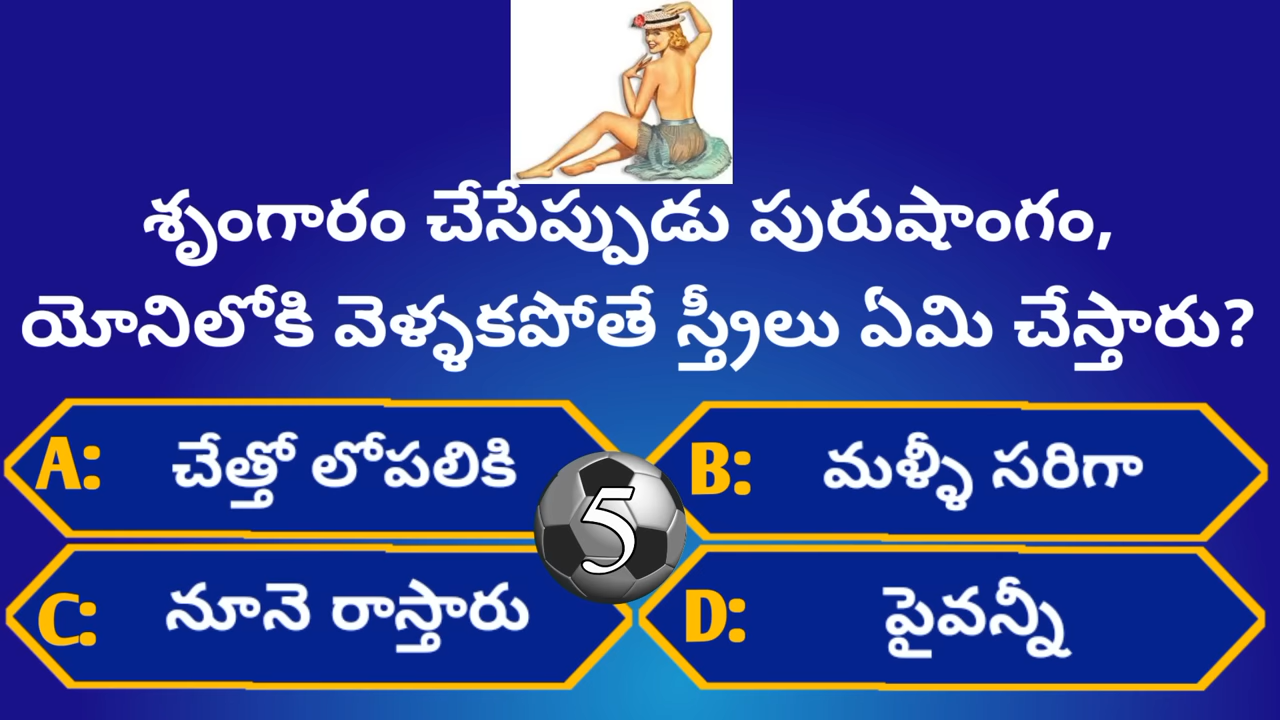 శృంగారం చేసేప్పుడు పురుషాంగం,
యోనిలోకి వెళ్ళకపోతే స్త్రీలు ఏమి చేస్తారు?
A: చేత్తో లోపలికి
B: మళ్ళీ సరిగా
5
C: నూనె రాస్తారు
D: పైవన్నీ